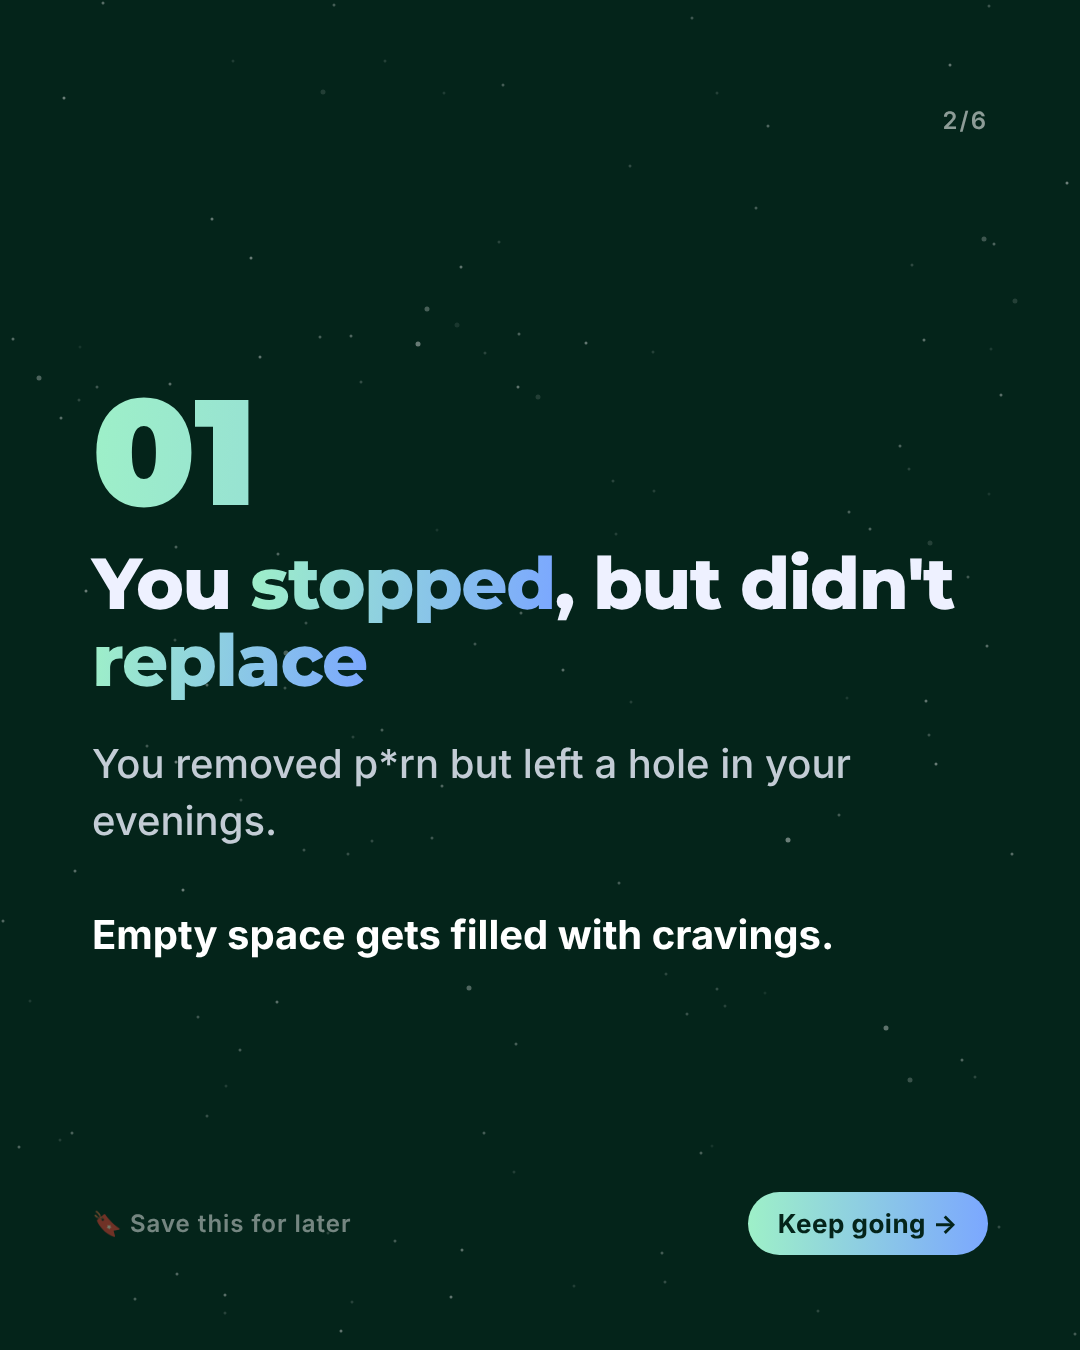 2/6
01
You stopped, but didn't
replace
You removed p*rn but left a hole in your
evenings.
Empty space gets filled with cravings.
🔖 Save this for later
Keep going →